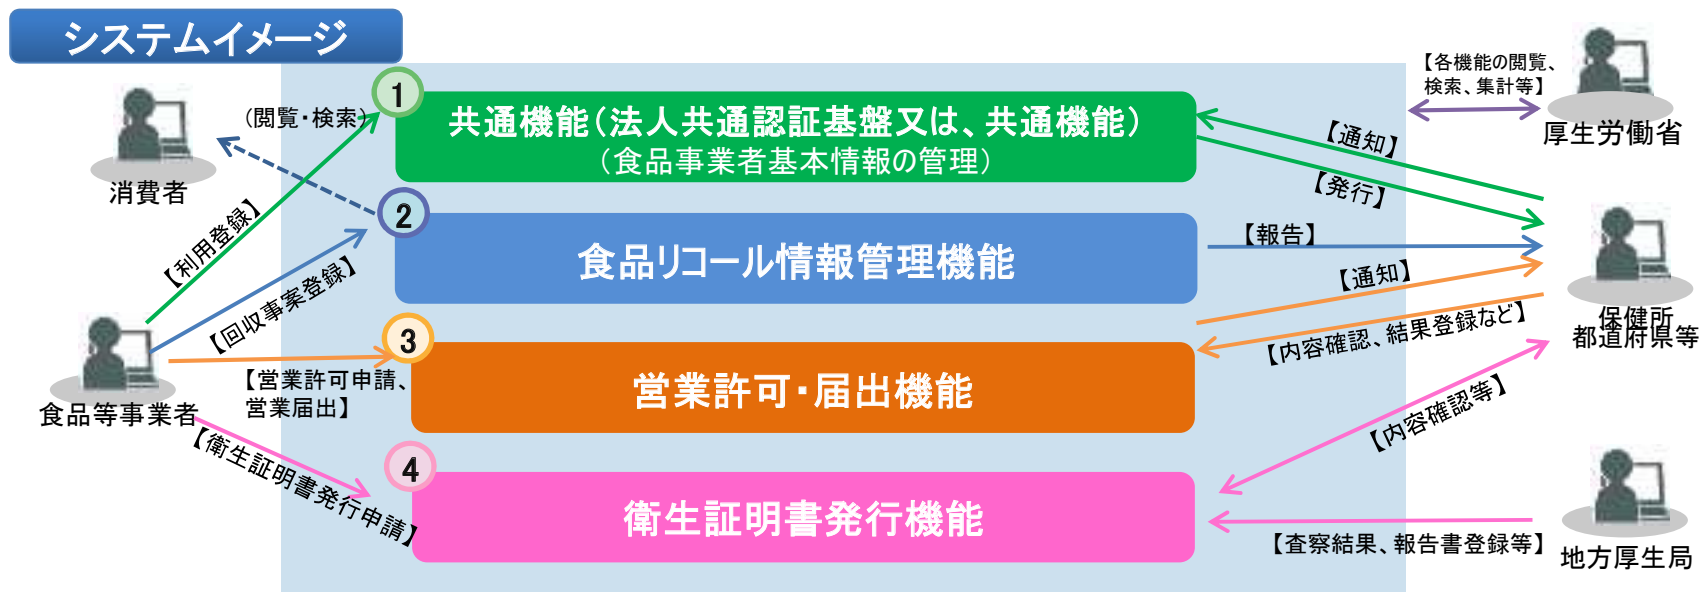 システムイメージ
1
共通機能（法人共通認証基盤又は、共通機能）
（食品事業者基本情報の管理）
2
食品リコール情報管理機能
3
営業許可・届出機能
4
衛生証明書発行機能
消費者
（閲覧・検索）
【利用登録】
【回収事案登録】
食品等事業者
【営業許可申請、
営業届出】
【衛生証明書発行申請】
【各機能の閲覧、
検索、集計等】
厚生労働省
【通知】
【発行】
【報告】
【通知】
【内容確認、結果登録など】
保健所
都道府県等
【内容確認等】
【査察結果、報告書登録等】
地方厚生局